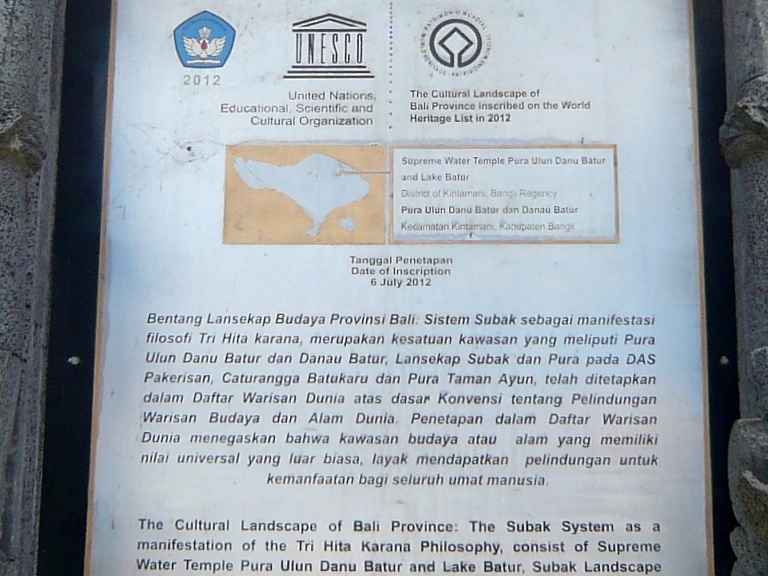 2012
UNESCO
United Nations,
Educational, Scientific and
Cultural Organization
The Cultural Landscape of
Bali Province inscribed on the World
Heritage List in 2012
Supreme Water Temple Pura Ulun Danu Batur
and Lake Batur
District of Kintamani, Bangli Regency
Pura Ulun Danu Batur dan Danau Batur
Kecamatan Kintamani, Kabupaten Bangli
Tanggal Penetapan
Date of Inscription
6 July 2012
Bentang Lansekap Budaya Provinsi Bali: Sistem Subak sebagai manifestasi
filosofi Tri Hita karana, merupakan kesatuan kawasan yang meliputi Pura
Ulun Danu Batur dan Danau Batur, Lansekap Subak dan Pura pada DAS
Pakerisan, Caturangga Batukaru dan Pura Taman Ayun, telah ditetapkan
dalam Daftar Warisan Dunia atas dasar Konvensi tentang Pelindungan
Warisan Budaya dan Alam Dunia. Penetapan dalam Daftar Warisan
Dunia menegaskan bahwa kawasan budaya atau alam yang memiliki
nilai universal yang luar biasa, layak mendapatkan pelindungan untuk
kemanfaatan bagi seluruh umat manusia.
The Cultural Landscape of Bali Province: The Subak System as a
manifestation of the Tri Hita Karana Philosophy, consist of Supreme
Water Temple Pura Ulun Danu Batur and Lake Batur, Subak Landscape